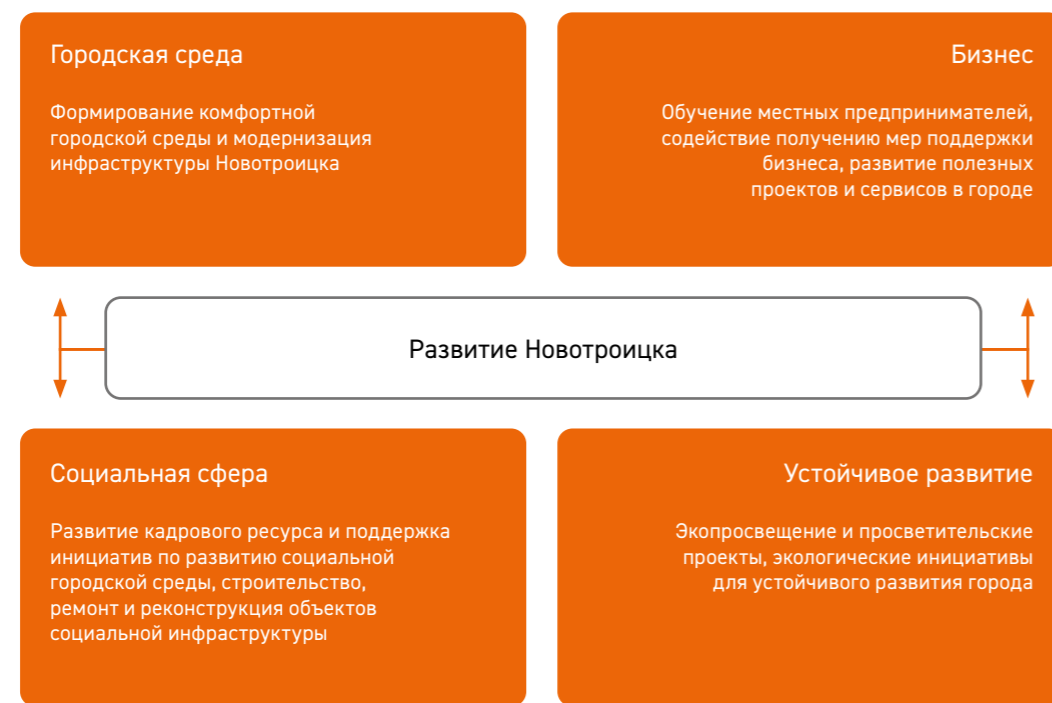 Городская среда
Формирование комфортной
городской среды и модернизация
инфраструктуры Новотроицка
Бизнес
Обучение местных предпринимателей,
содействие получению мер поддержки
бизнеса, развитие полезных
проектов и сервисов в городе
Развитие Новотроицка
Социальная сфера
Развитие кадрового ресурса и поддержка
инициатив по развитию социальной
городской среды, строительство,
ремонт и реконструкция объектов
социальной инфраструктуры
Устойчивое развитие
Экопросвещение и просветительские
проекты, экологические инициативы
для устойчивого развития города